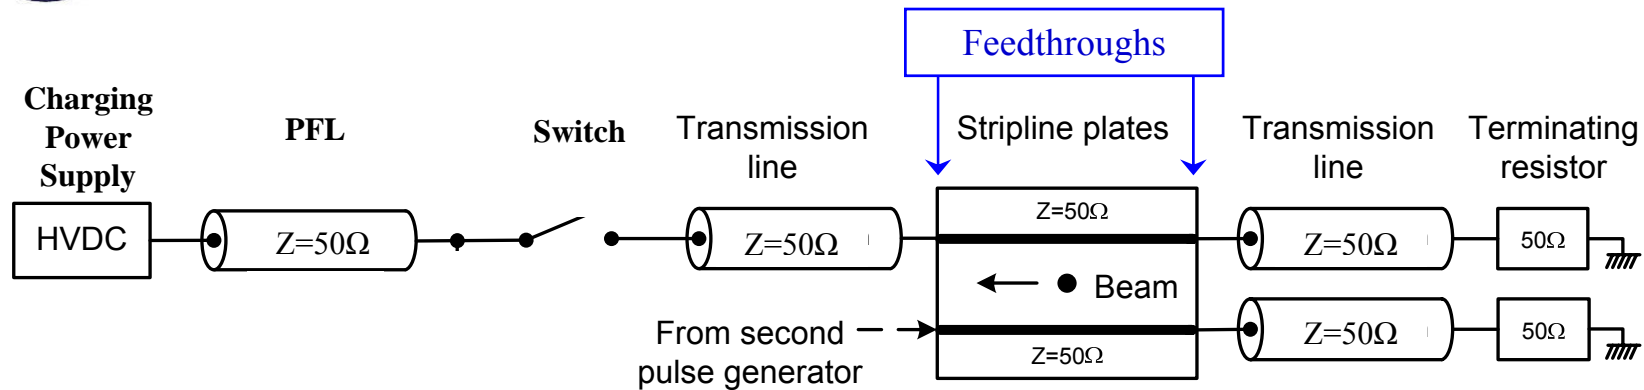 Feedthroughs
Charging
Power
Supply
PFL
Switch
Transmission
line
Stripline plates
Transmission
line
Terminating
resistor
HVDC
Z=50Ω
Z=50Ω
Z=50Ω
Z=50Ω
50Ω
Beam
From second
pulse generator
Z=50Ω
Z=50Ω
50Ω